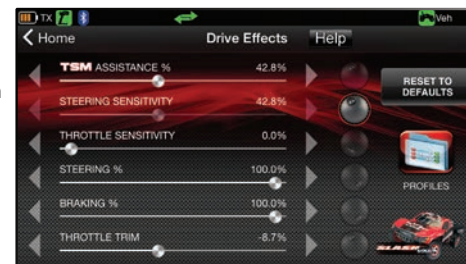 TX Veh
Home Drive Effects Help
TSM ASSISTANCE % 42.8%
STEERING SENSITIVITY 42.8%
THROTTLE SENSITIVITY 0.0%
STEERING % 100.0%
BRAKING % 100.0%
THROTTLE TRIM -8.7%
RESET TO
DEFAULTS
PROFILES
SLASH